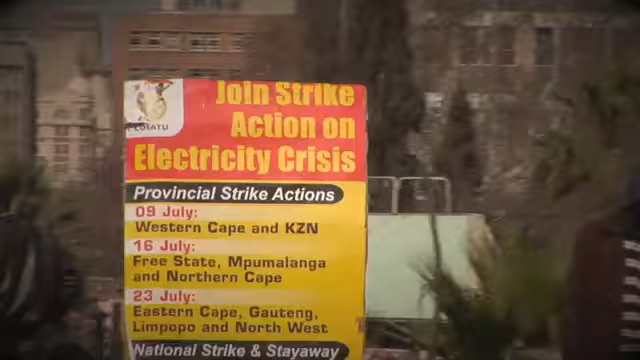 COSATU
Join Strike
Action on
Electricity Crisis
Provincial Strike Actions
09 July:
Western Cape and KZN
16 July:
Free State, Mpumalanga
and Northern Cape
23 July:
Eastern Cape, Gauteng,
Limpopo and North West
National Strike & Stayaway